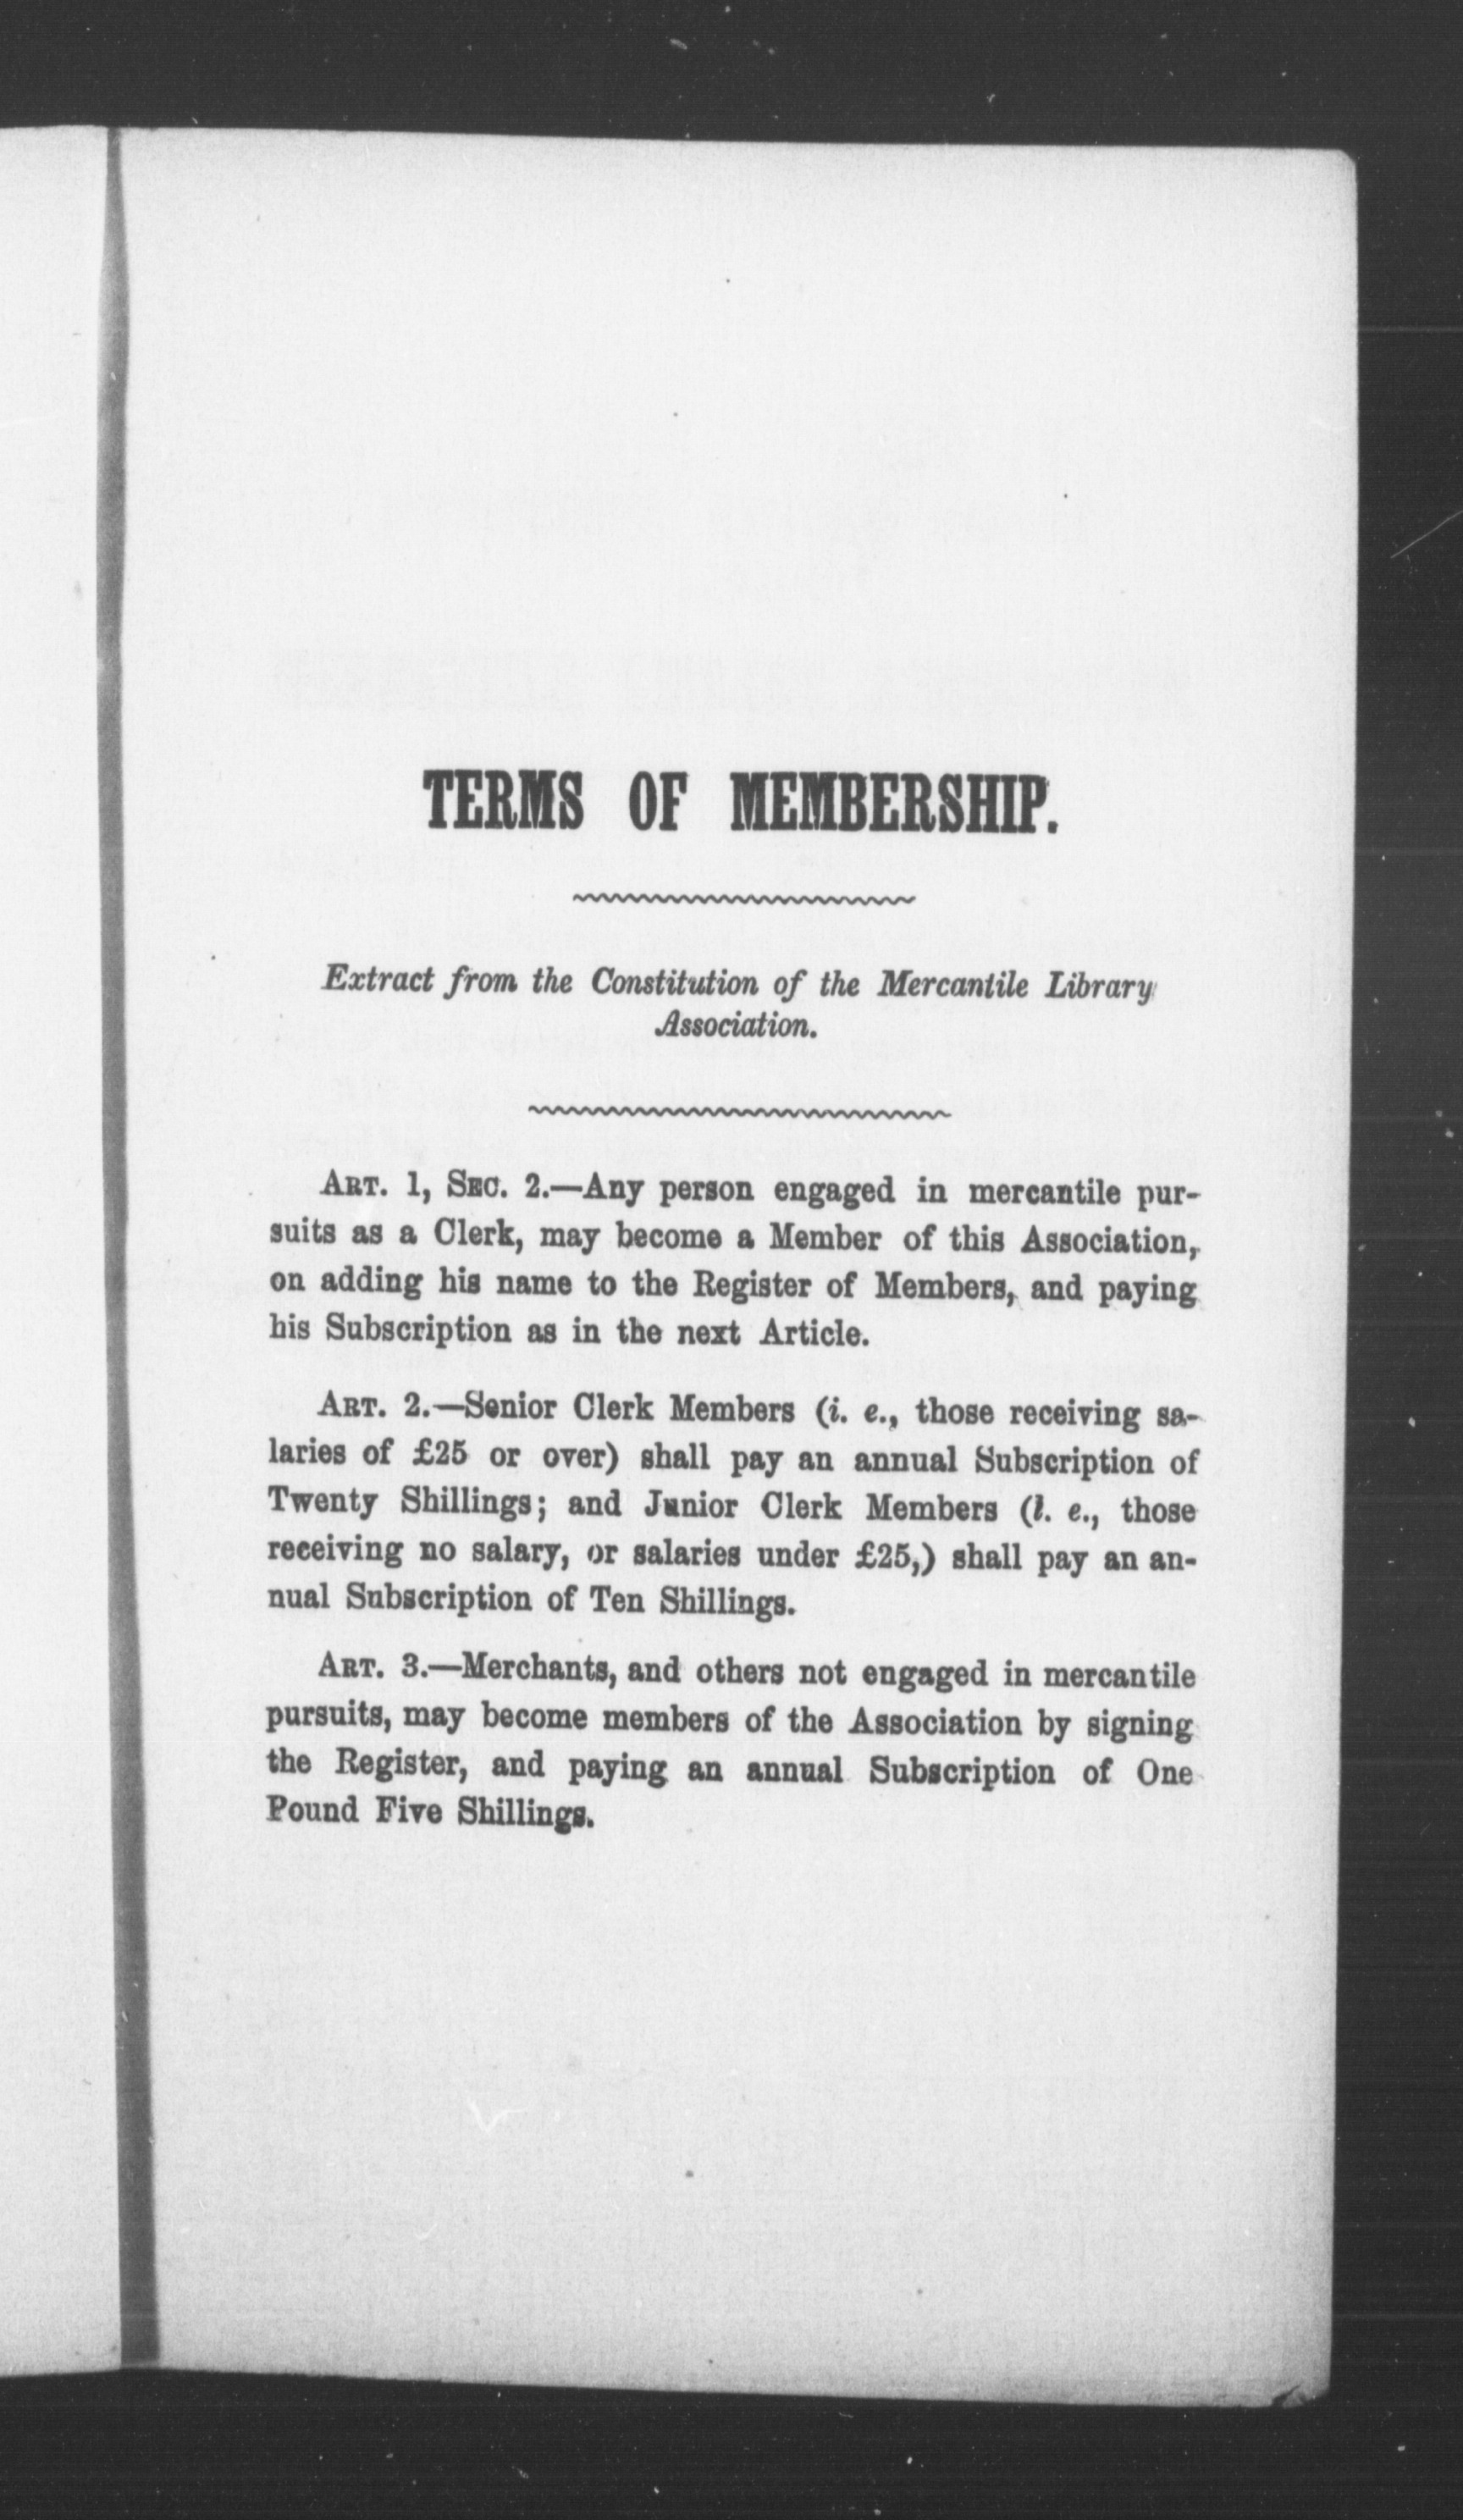 TERMS OF MEMBERSHIP.
Extract from the Constitution of the Mercantile Library
Association.
ART. 1, SEC. 2.—Any person engaged in mercantile pur-
suits as a Clerk, may become a Member of this Association,
on adding his name to the Register of Members, and paying
his Subscription as in the next Article.
ART. 2.—Senior Clerk Members (i. e., those receiving sa-
laries of £25 or over) shall pay an annual Subscription of
Twenty Shillings; and Junior Clerk Members (i. e., those
receiving no salary, or salaries under £25,) shall pay an an-
nual Subscription of Ten Shillings.
ART. 3.—Merchants, and others not engaged in mercantile
pursuits, may become members of the Association by signing
the Register, and paying an annual Subscription of One
Pound Five Shillings.